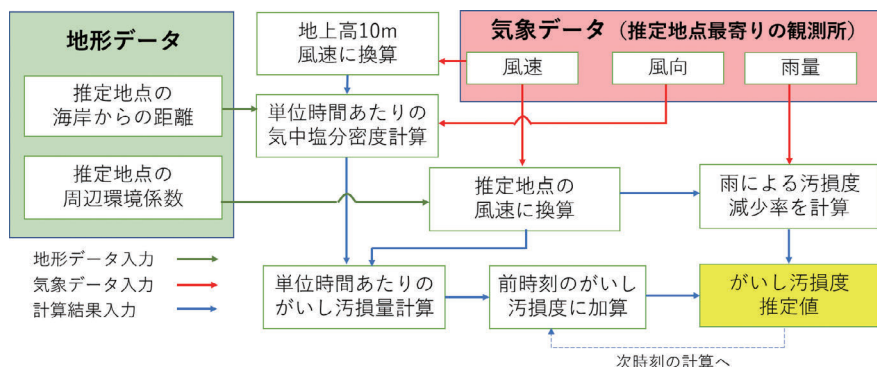 地形データ
地上高10m
風速に換算
気象データ（推定地点最寄りの観測所）
風速
風向
雨量
推定地点の
海岸からの距離
単位時間あたりの
気中塩分密度計算
推定地点の
周辺環境係数
推定地点の
風速に換算
雨による汚損度
減少率を計算
地形データ入力
気象データ入力
計算結果入力
単位時間あたりの
がいし汚損量計算
前時刻のがいし
汚損度に加算
がいし汚損度
推定値
次時刻の計算へ